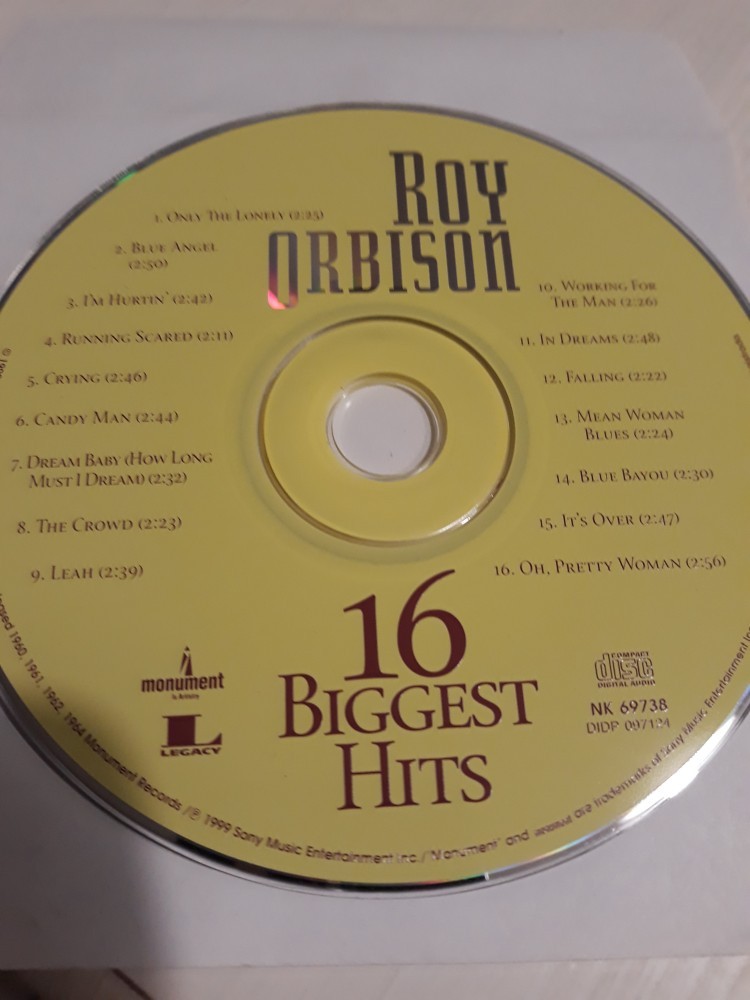 ROY
ORBISON
1. ONLY THE LONELY (2:25)
2. BLUE ANGEL
(2:50)
3. I'M HURTIN' (2:42)
4. RUNNING SCARED (2:11)
5. CRYING (2:46)
6. CANDY MAN (2:44)
7. DREAM BABY (HOW LONG
MUST I DREAM) (2:32)
8. THE CROWD (2:23)
9. LEAH (2:39)
10. WORKING FOR
THE MAN (2:26)
11. IN DREAMS (2:48)
12. FALLING (2:22)
13. MEAN WOMAN
BLUES (2:24)
14. BLUE BAYOU (2:30)
15. IT'S OVER (2:47)
16. OH, PRETTY WOMAN (2:56)
16
BIGGEST
HITS
monument
L
LEGACY
COMPACT
disc
DIGITAL AUDIO
NK 69738
DIDP 097124
1960, 1961, 1962, 1964 Monument Records / ℗ 1999 Sony Music Entertainment Inc. / "Monument" and are trademarks of Sony Music Entertainment Inc.